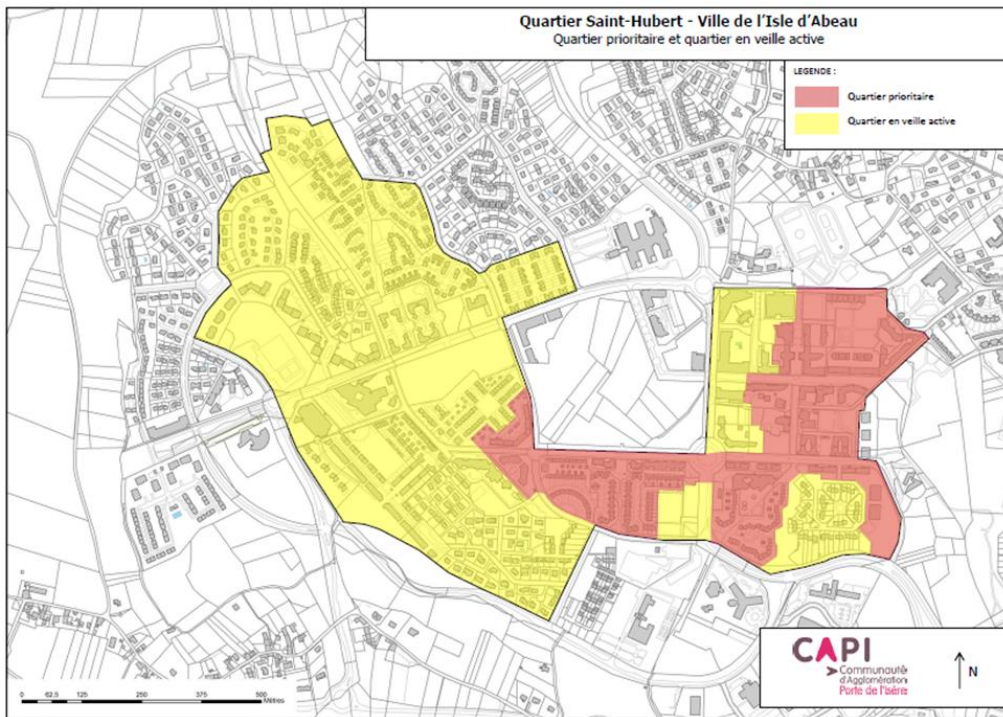 Quartier Saint-Hubert - Ville de l'Isle d'Abeau
Quartier prioritaire et quartier en veille active
LEGENDE :
Quartier prioritaire
Quartier en veille active
CAPI
Communauté
d'Agglomération
Porte de l'Isère
N
0 62,5 125 250 375 500
Mètres